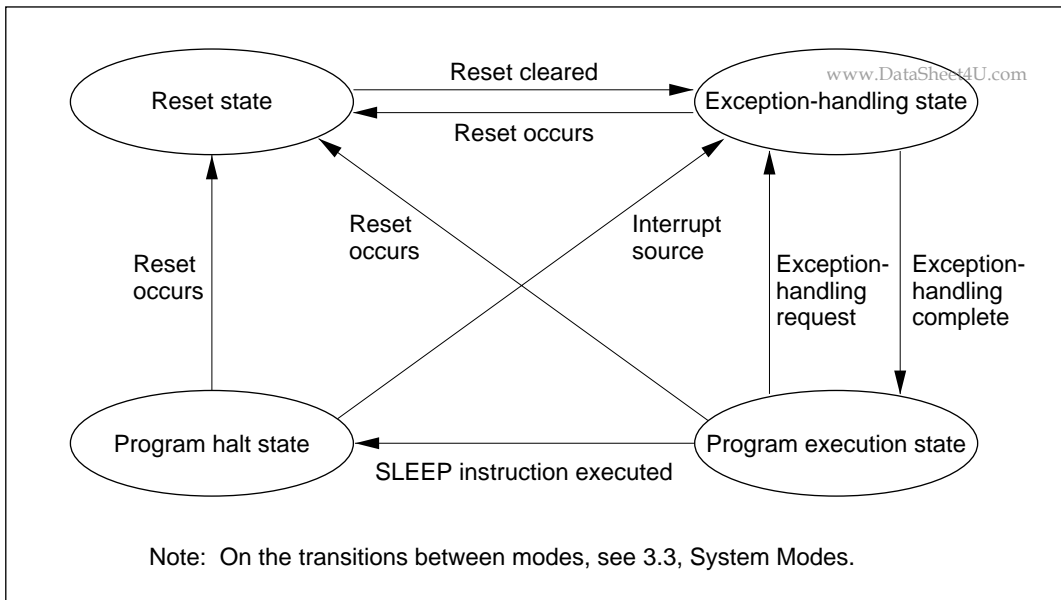 Reset cleared
www.DataSheet4U.com
Reset state
Exception-handling state
Reset occurs
Reset
occurs
Reset
occurs
Interrupt
source
Exception-
handling
request
Exception-
handling
complete
Program halt state
Program execution state
SLEEP instruction executed
Note: On the transitions between modes, see 3.3, System Modes.